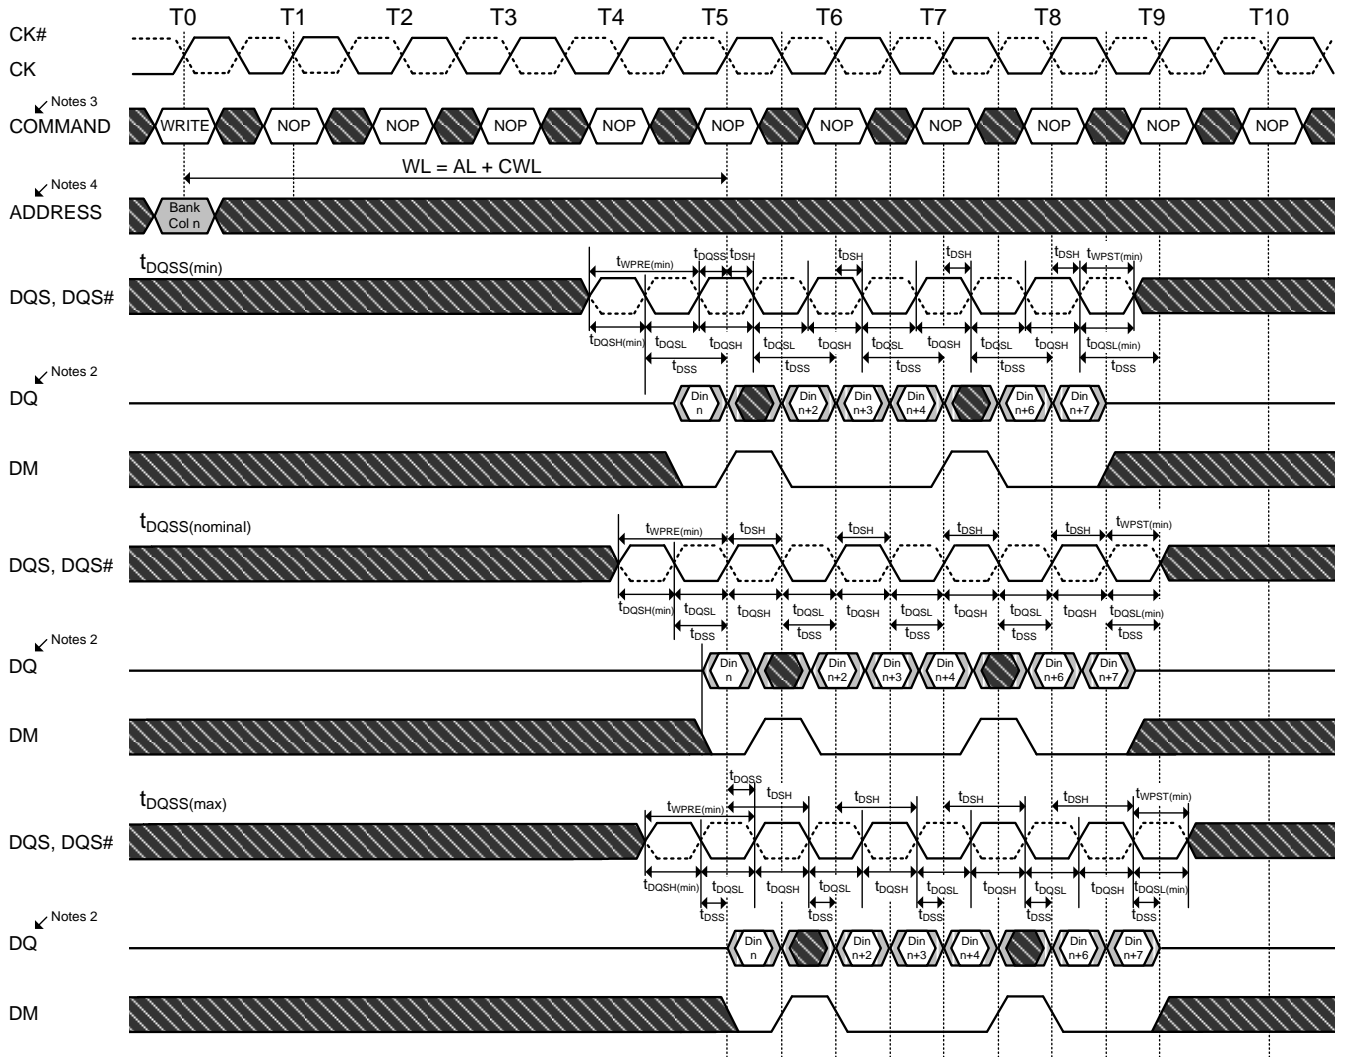 T0 T1 T2 T3 T4 T5 T6 T7 T8 T9 T10
CK#
CK
Notes 3
COMMAND WRITE NOP NOP NOP NOP NOP NOP NOP NOP NOP NOP
WL = AL + CWL
Notes 4
ADDRESS Bank Col n
tDQSS(min) tWPRE(min) tDQSS tDSH tDSH tDSH tDSH tWPST(min)
DQS, DQS#
tDQSH(min) tDQSL tDQSH tDQSL tDQSH tDQSL tDQSH tDQSL tDQSH tDQSL(min)
tDSS tDSS tDSS tDSS tDSS
Notes 2
DQ Din n Din n+2 Din n+3 Din n+4 Din n+6 Din n+7
DM
tDQSS(nominal) tWPRE(min) tDSH tDSH tDSH tDSH tWPST(min)
DQS, DQS#
tDQSH(min) tDQSL tDQSH tDQSL tDQSH tDQSL tDQSH tDQSL tDQSH tDQSL(min)
tDSS tDSS tDSS tDSS tDSS
Notes 2
DQ Din n Din n+2 Din n+3 Din n+4 Din n+6 Din n+7
DM
tDQSS
tDQSS(max) tWPRE(min) tDSH tDSH tDSH tDSH tWPST(min)
DQS, DQS#
tDQSH(min) tDQSL tDQSH tDQSL tDQSH tDQSL tDQSH tDQSL tDQSH tDQSL(min)
tDSS tDSS tDSS tDSS tDSS
Notes 2
DQ Din n Din n+2 Din n+3 Din n+4 Din n+6 Din n+7
DM